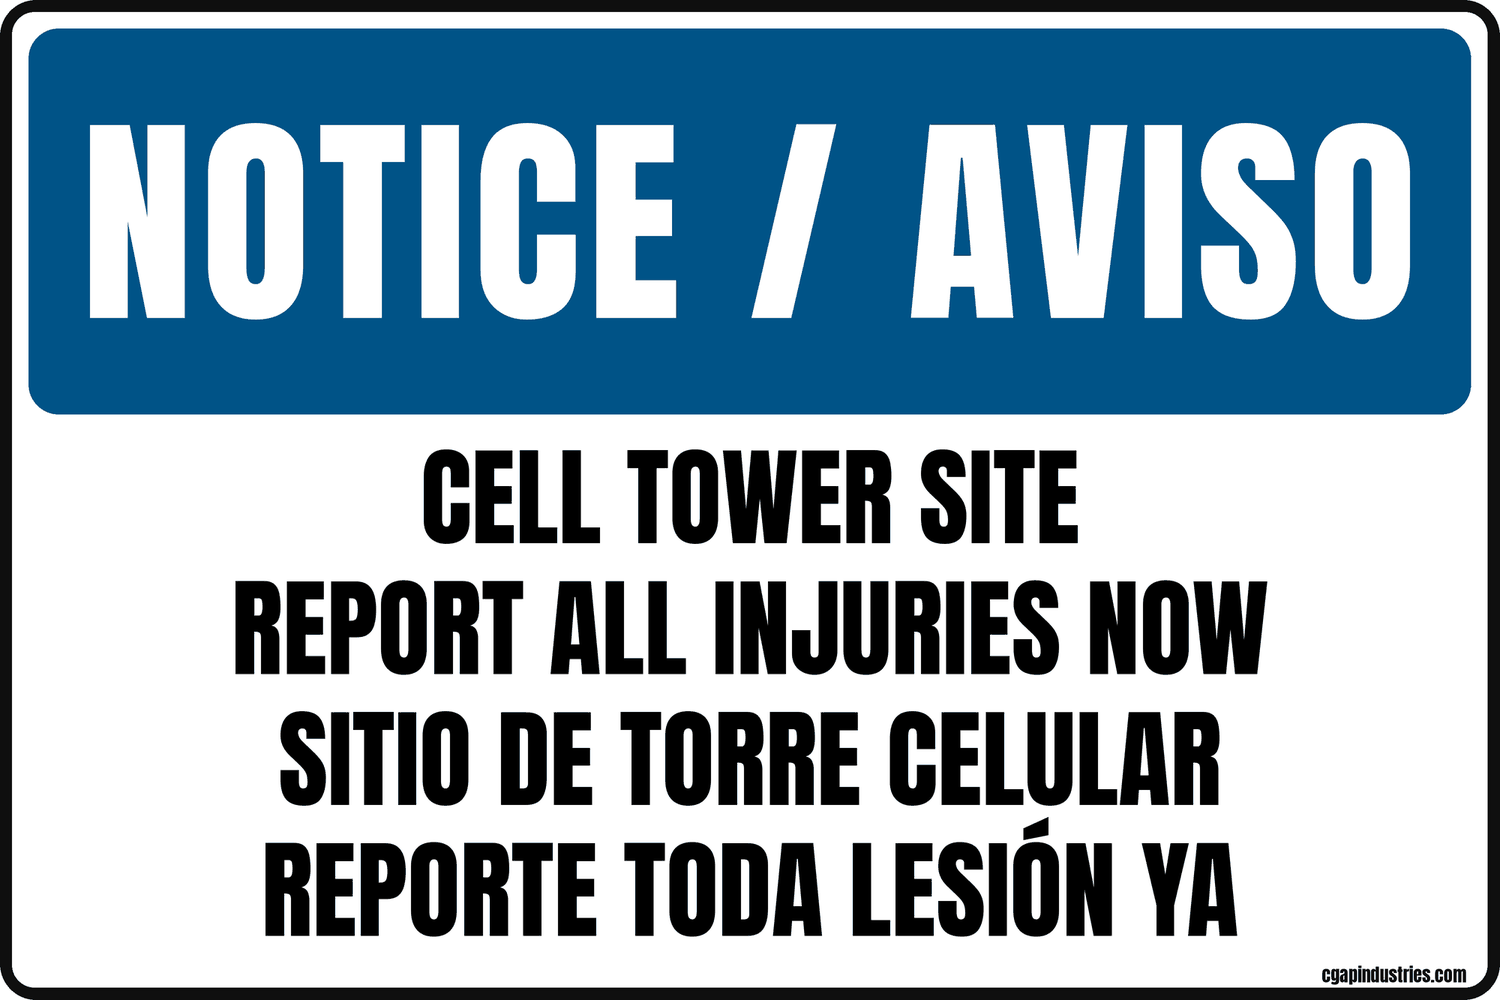 NOTICE / AVISO
CELL TOWER SITE
REPORT ALL INJURIES NOW
SITIO DE TORRE CELULAR
REPORTE TODA LESIÓN YA
cgapindustries.com